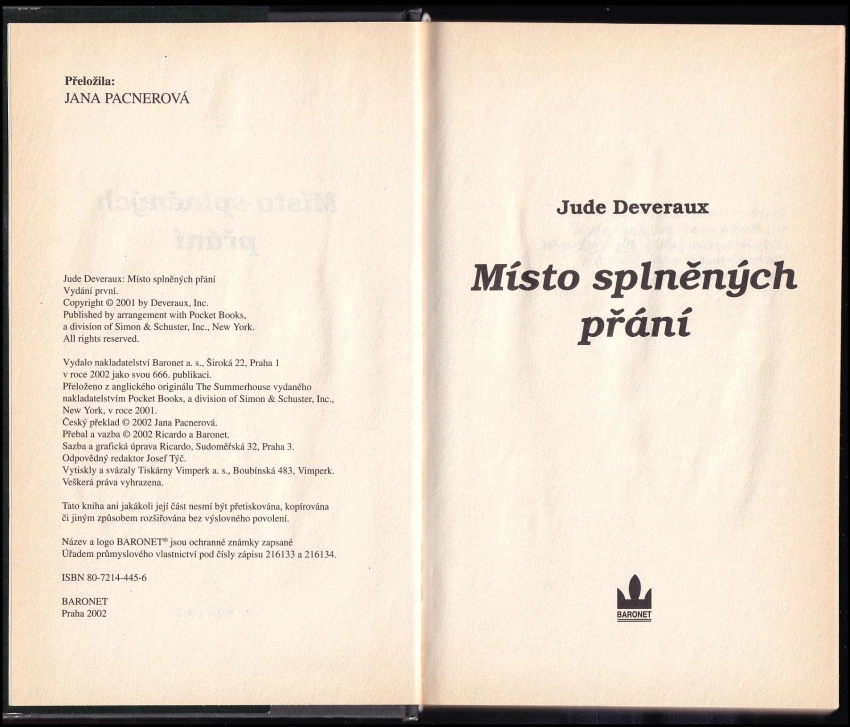 Přeložila:
JANA PACNEROVÁ
Jude Deveraux: Místo splněných přání
Vydání první.
Copyright © 2001 by Deveraux, Inc.
Published by arrangement with Pocket Books,
a division of Simon & Schuster, Inc., New York.
All rights reserved.
Vydalo nakladatelství Baronet a. s., Široká 22, Praha 1
v roce 2002 jako svou 666. publikaci.
Přeloženo z anglického originálu The Summerhouse vydaného
nakladatelstvím Pocket Books, a division of Simon & Schuster, Inc.,
New York, v roce 2001.
Český překlad © 2002 Jana Pacnerová.
Přebal a vazba © 2002 Ricardo a Baronet.
Sazba a grafická úprava Ricardo, Sudoměřská 32, Praha 3.
Odpovědný redaktor Josef Týč.
Vytiskly a svázaly Tiskárny Vimperk a. s., Boubínská 483, Vimperk.
Veškerá práva vyhrazena.
Tato kniha ani jakákoli její část nesmí být přetiskována, kopírována
či jiným způsobem rozšiřována bez výslovného povolení.
Název a logo BARONET® jsou ochranné známky zapsané
Úřadem průmyslového vlastnictví pod čísly zápisu 216133 a 216134.
ISBN 80-7214-445-6
BARONET
Praha 2002
Jude Deveraux
Místo splněných
přání
BARONET